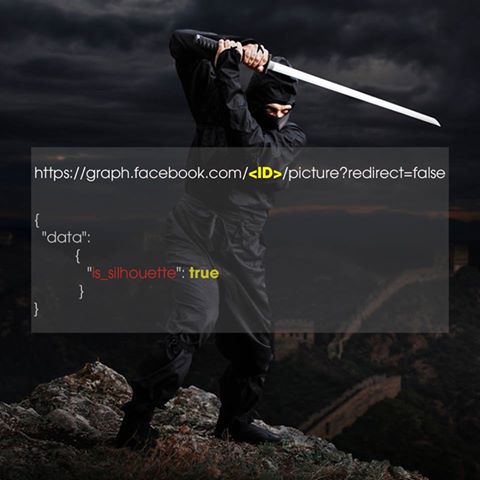 https://graph.facebook.com/<ID>/picture?redirect=false
{
"data":
{
"is_silhouette": true
}
}